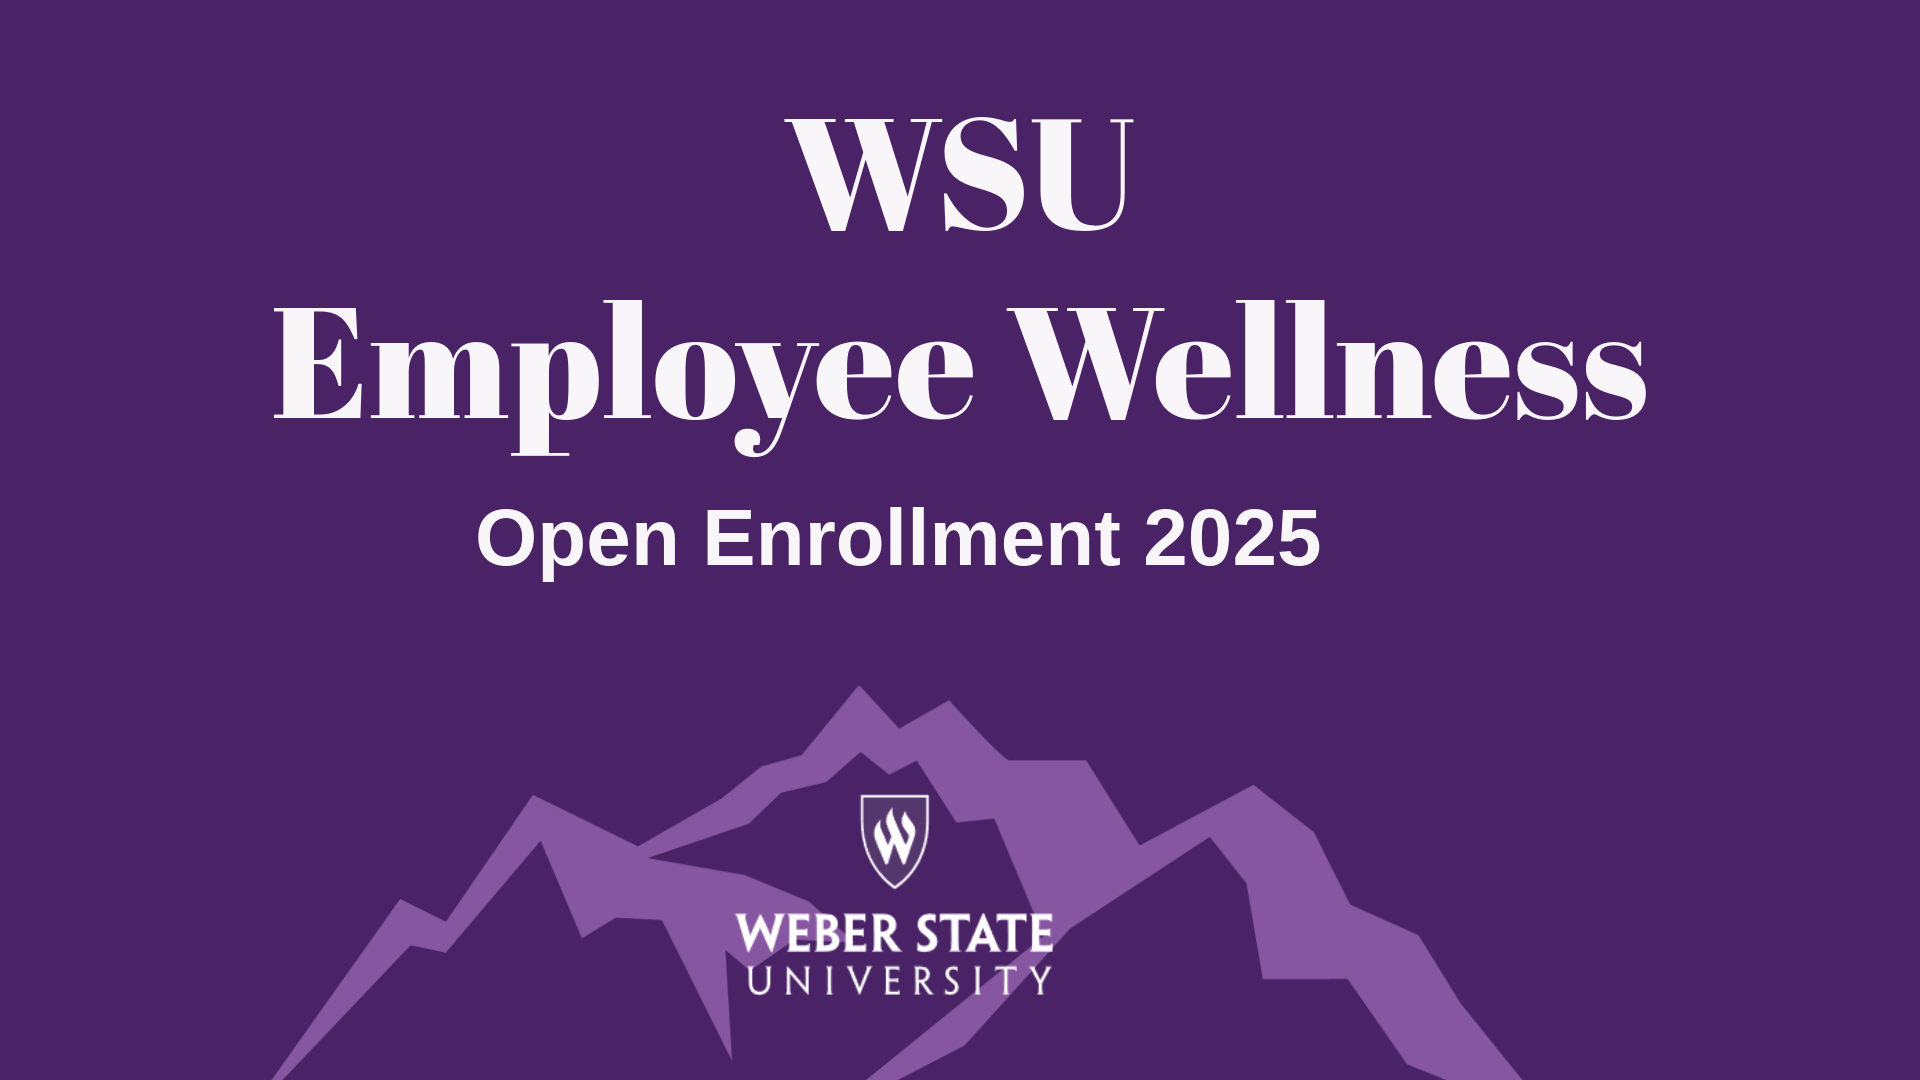 WSU
Employee Wellness
Open Enrollment 2025
W
WEBER STATE
UNIVERSITY